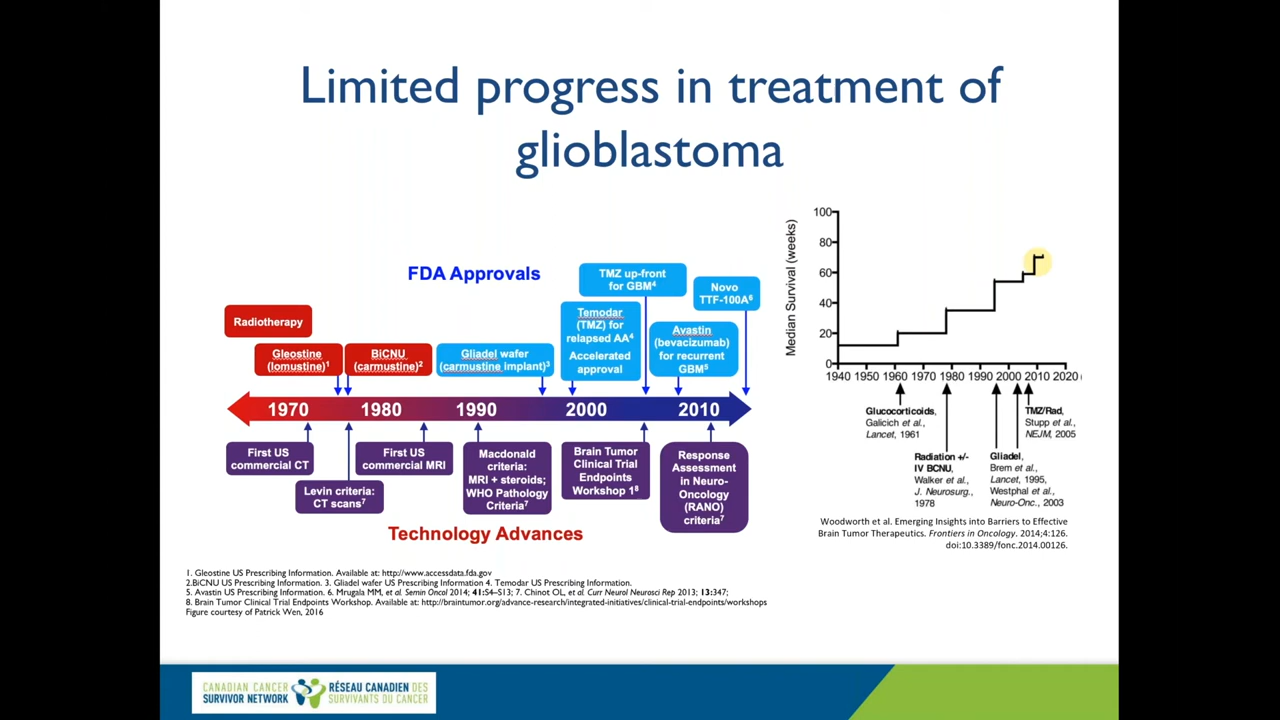 Limited progress in treatment of
glioblastoma
FDA Approvals
Radiotherapy
Gleostine
(lomustine)1
BiCNU
(carmustine)2
Gliadel wafer
(carmustine implant)3
TMZ up-front
for GBM4
Temodar
(TMZ) for
relapsed AA4
Accelerated
approval
Avastin
(bevacizumab)
for recurrent
GBM5
Novo
TTF-100A6
1970 1980 1990 2000 2010
First US
commercial CT
Levin criteria:
CT scans7
First US
commercial MRI
Macdonald
criteria:
MRI + steroids;
WHO Pathology
Criteria7
Brain Tumor
Clinical Trial
Endpoints
Workshop 18
Response
Assessment
in Neuro-
Oncology
(RANO)
criteria7
Technology Advances
Median Survival (weeks)
100
80
60
40
20
0
1940 1950 1960 1970 1980 1990 2000 2010 2020
Glucocorticoids,
Galicich et al.,
Lancet, 1961
Radiation +/-
IV BCNU,
Walker et al.,
J. Neurosurg.,
1978
Gliadel,
Brem et al.,
Lancet, 1995,
Westphal et al.,
Neuro-Onc., 2003
TMZ/Rad,
Stupp et al.,
NEJM, 2005
Woodworth et al. Emerging Insights into Barriers to Effective
Brain Tumor Therapeutics. Frontiers in Oncology. 2014;4:126.
doi:10.3389/fonc.2014.00126.
1. Gleostine US Prescribing Information. Available at: http://www.accessdata.fda.gov
2.BiCNU US Prescribing Information. 3. Gliadel wafer US Prescribing Information 4. Temodar US Prescribing Information.
5. Avastin US Prescribing Information. 6. Mrugala MM, et al. Semin Oncol 2014; 41:S4–S13; 7. Chinot OL, et al. Curr Neurol Neurosci Rep 2013; 13:347;
8. Brain Tumor Clinical Trial Endpoints Workshop. Available at: http://braintumor.org/advance-research/integrated-initiatives/clinical-trial-endpoints/workshops
Figure courtesy of Patrick Wen, 2016
CANADIAN CANCER
SURVIVOR NETWORK
RÉSEAU CANADIEN DES
SURVIVANTS DU CANCER